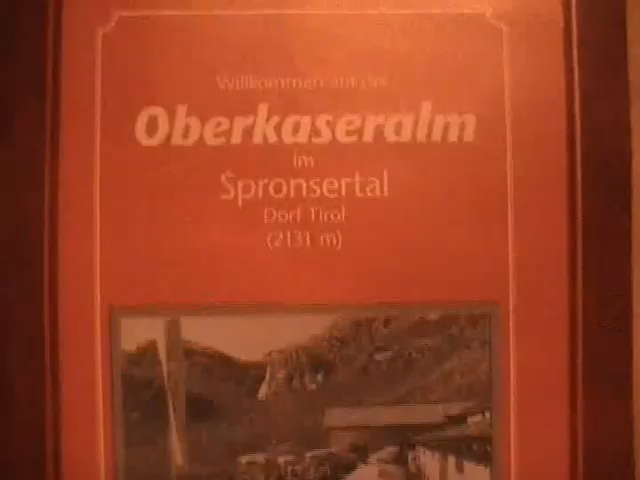 Willkommen auf der
Oberkaseralm
im
Spronsertal
Dorf Tirol
(2131 m)